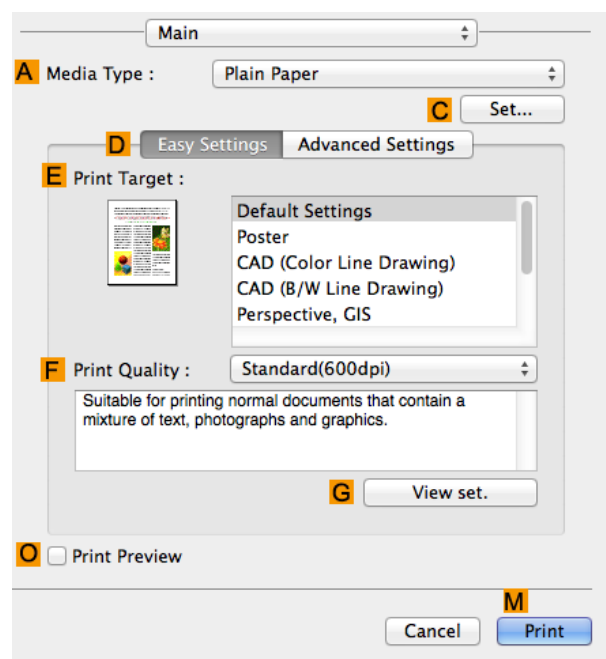 Main
A Media Type : Plain Paper
C Set...
D Easy Settings Advanced Settings
E Print Target :
Default Settings
Poster
CAD (Color Line Drawing)
CAD (B/W Line Drawing)
Perspective, GIS
F Print Quality : Standard(600dpi)
Suitable for printing normal documents that contain a
mixture of text, photographs and graphics.
G View set.
O Print Preview
M
Cancel Print